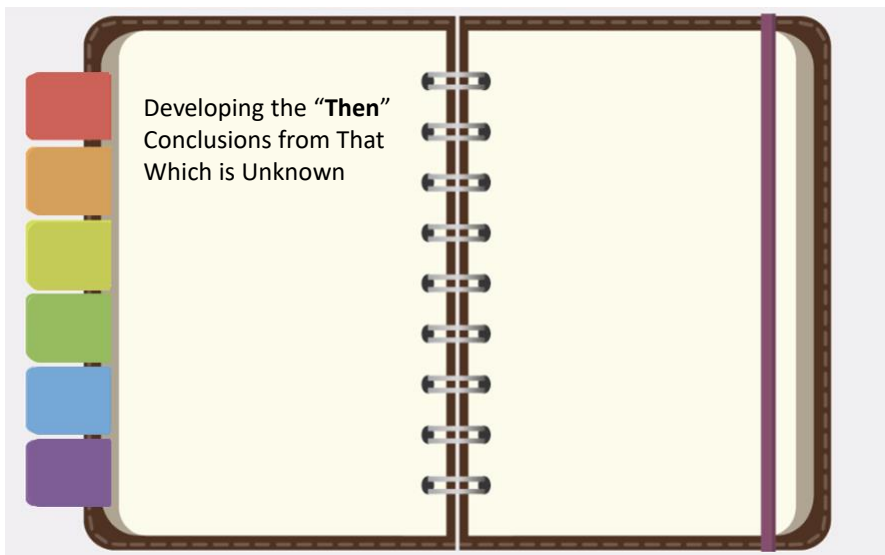 Developing the “Then”
Conclusions from That
Which is Unknown